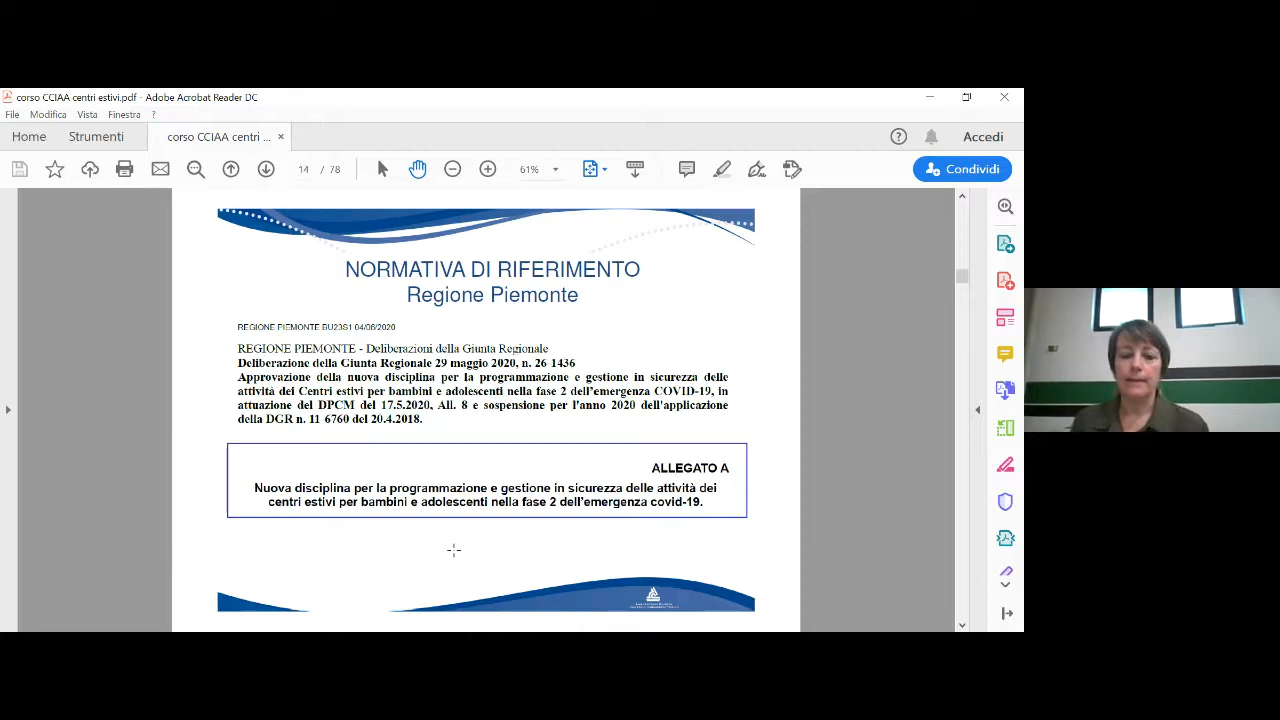 corso CCIAA centri estivi.pdf - Adobe Acrobat Reader DC
File Modifica Vista Finestra ?
Home Strumenti corso CCIAA centri ... × Accedi
14 / 78 61% Condividi
NORMATIVA DI RIFERIMENTO
Regione Piemonte
REGIONE PIEMONTE BU23S1 04/06/2020
REGIONE PIEMONTE - Deliberazioni della Giunta Regionale
Deliberazione della Giunta Regionale 29 maggio 2020, n. 26-1436
Approvazione della nuova disciplina per la programmazione e gestione in sicurezza delle
attività dei Centri estivi per bambini e adolescenti nella fase 2 dell'emergenza COVID-19, in
attuazione del DPCM del 17.5.2020, All. 8 e sospensione per l'anno 2020 dell'applicazione
della DGR n. 11-6760 del 20.4.2018.
ALLEGATO A
Nuova disciplina per la programmazione e gestione in sicurezza delle attività dei
centri estivi per bambini e adolescenti nella fase 2 dell'emergenza covid-19.